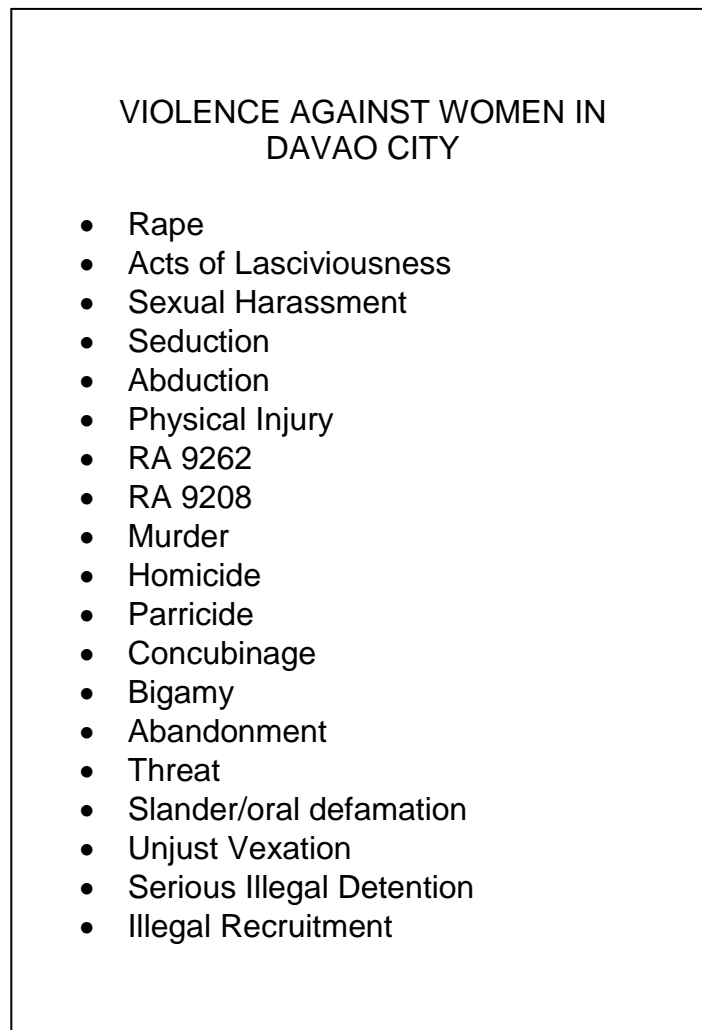 VIOLENCE AGAINST WOMEN IN
DAVAO CITY
• Rape
• Acts of Lasciviousness
• Sexual Harassment
• Seduction
• Abduction
• Physical Injury
• RA 9262
• RA 9208
• Murder
• Homicide
• Parricide
• Concubinage
• Bigamy
• Abandonment
• Threat
• Slander/oral defamation
• Unjust Vexation
• Serious Illegal Detention
• Illegal Recruitment